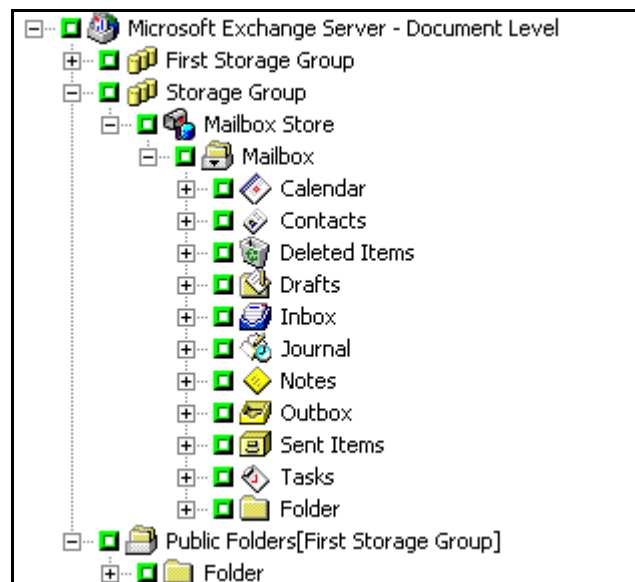 Microsoft Exchange Server - Document Level
First Storage Group
Storage Group
Mailbox Store
Mailbox
Calendar
Contacts
Deleted Items
Drafts
Inbox
Journal
Notes
Outbox
Sent Items
Tasks
Folder
Public Folders[First Storage Group]
Folder